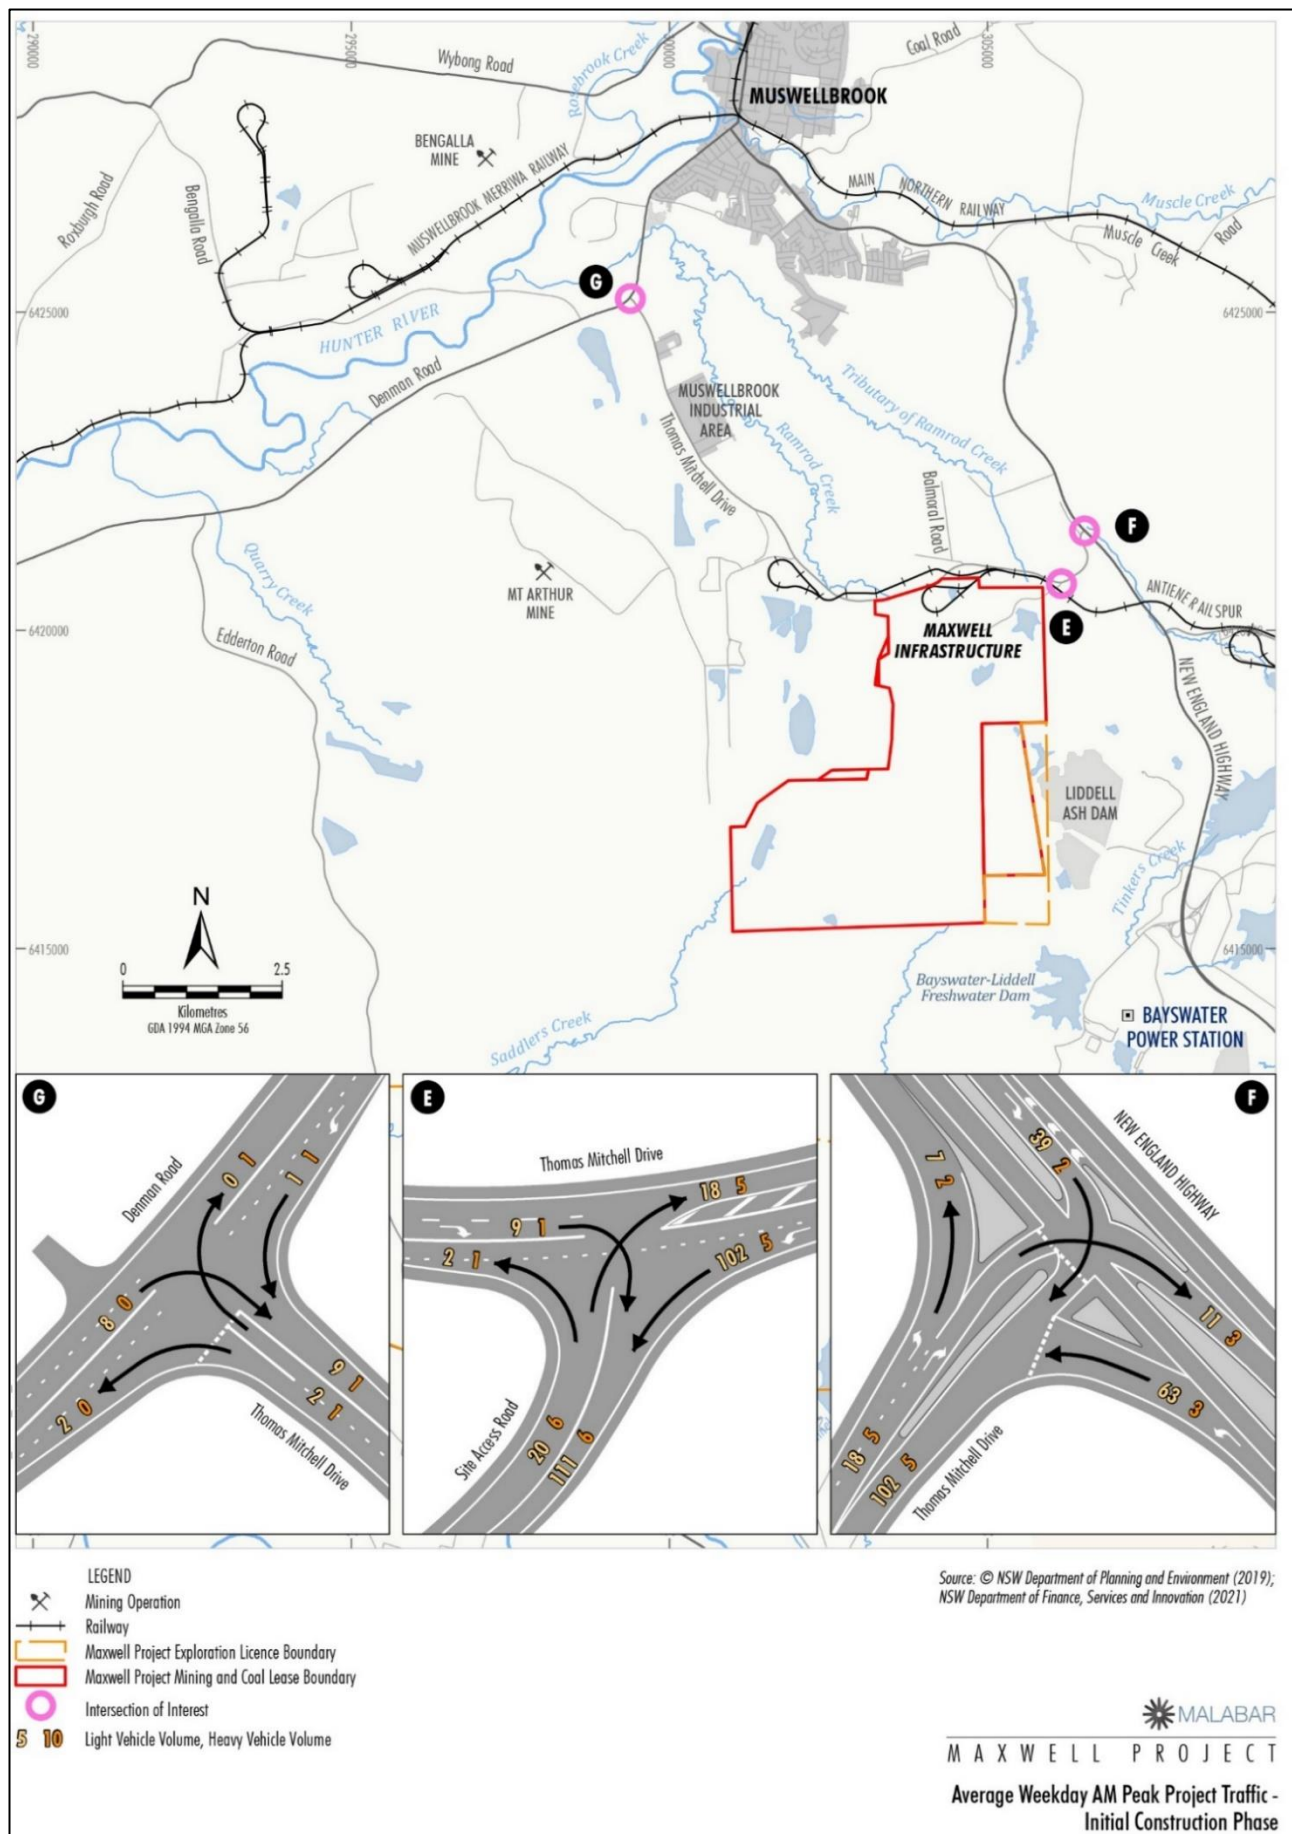 290000
295000
300000
305000
Wybong Road
Rosebrook Creek
Coal Road
MUSWELLBROOK
BENGALLA
MINE
Roxburgh Road
Bengalla Road
MUSWELLBROOK MERRIWA RAILWAY
MAIN NORTHERN RAILWAY
Muscle Creek
Muscle Creek Road
G
6425000
6425000
HUNTER RIVER
Denman Road
MUSWELLBROOK
INDUSTRIAL
AREA
Thomas Mitchell Drive
Ramrod Creek
Tributary of Ramrod Creek
Balmoral Road
F
Quarry Creek
MT ARTHUR
MINE
ANTIENE RAIL SPUR
6420000
E
MAXWELL
INFRASTRUCTURE
Edderton Road
NEW ENGLAND HIGHWAY
LIDDELL
ASH DAM
Tinkers Creek
N
6415000
6415000
0 2.5
Kilometres
GDA 1994 MGA Zone 56
Bayswater-Liddell
Freshwater Dam
Saddlers Creek
BAYSWATER
POWER STATION
G
Denman Road
0 1
1 1
8 0
2 0
9 1
2 1
Thomas Mitchell Drive
E
Thomas Mitchell Drive
18 5
9 1
2 1
102 5
Site Access Road
20 6
111 6
F
NEW ENGLAND HIGHWAY
39 2
7 2
11 3
63 3
18 5
102 5
Thomas Mitchell Drive
LEGEND
Mining Operation
Railway
Maxwell Project Exploration Licence Boundary
Maxwell Project Mining and Coal Lease Boundary
Intersection of Interest
5 10 Light Vehicle Volume, Heavy Vehicle Volume
Source: © NSW Department of Planning and Environment (2019);
NSW Department of Finance, Services and Innovation (2021)
MALABAR
MAXWELL PROJECT
Average Weekday AM Peak Project Traffic -
Initial Construction Phase